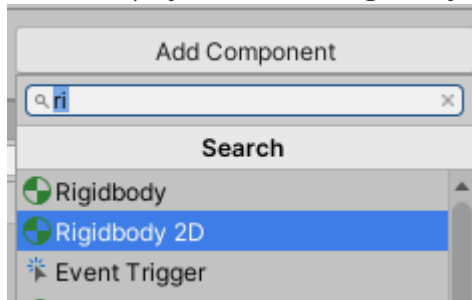 Add Component
ri
Search
Rigidbody
Rigidbody 2D
Event Trigger